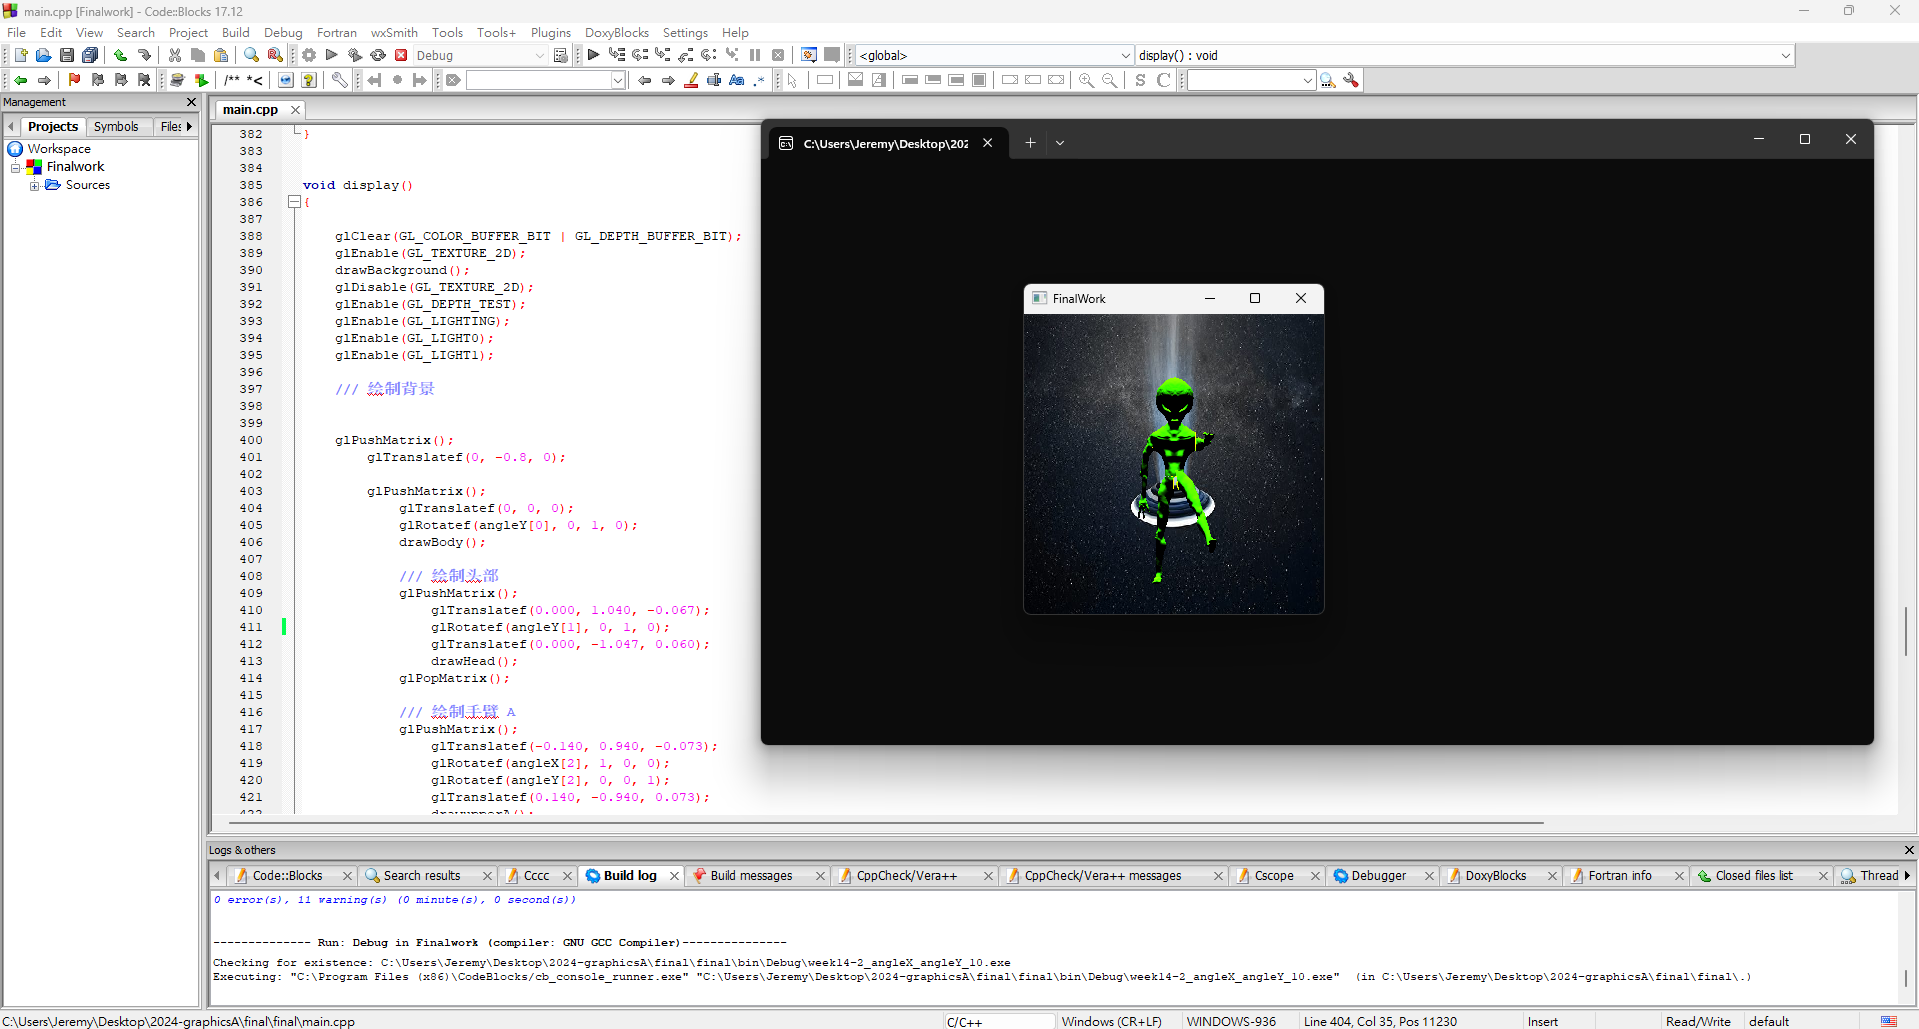 main.cpp [Finalwork] - Code::Blocks 17.12
File Edit View Search Project Build Debug Fortran wxSmith Tools Tools+ Plugins DoxyBlocks Settings Help
Debug
<global>
display() : void
/** *<
Aa .*
S C
Management
Projects Symbols Files
Workspace
Finalwork
Sources
main.cpp
382 }
383
384
385 void display()
386 {
387
388 glClear(GL_COLOR_BUFFER_BIT | GL_DEPTH_BUFFER_BIT);
389 glEnable(GL_TEXTURE_2D);
390 drawBackground();
391 glDisable(GL_TEXTURE_2D);
392 glEnable(GL_DEPTH_TEST);
393 glEnable(GL_LIGHTING);
394 glEnable(GL_LIGHT0);
395 glEnable(GL_LIGHT1);
396
397 /// 绘制背景
398
399
400 glPushMatrix();
401 glTranslatef(0, -0.8, 0);
402
403 glPushMatrix();
404 glTranslatef(0, 0, 0);
405 glRotatef(angleY[0], 0, 1, 0);
406 drawBody();
407
408 /// 绘制头部
409 glPushMatrix();
410 glTranslatef(0.000, 1.040, -0.067);
411 glRotatef(angleY[1], 0, 1, 0);
412 glTranslatef(0.000, -1.047, 0.060);
413 drawHead();
414 glPopMatrix();
415
416 /// 绘制手臂 A
417 glPushMatrix();
418 glTranslatef(-0.140, 0.940, -0.073);
419 glRotatef(angleX[2], 1, 0, 0);
420 glRotatef(angleY[2], 0, 0, 1);
421 glTranslatef(0.140, -0.940, 0.073);
C:\Users\Jeremy\Desktop\202
FinalWork
Logs & others
Code::Blocks Search results Cccc Build log Build messages CppCheck/Vera++ CppCheck/Vera++ messages Cscope Debugger DoxyBlocks Fortran info Closed files list Thread
0 error(s), 11 warning(s) (0 minute(s), 0 second(s))
-------------- Run: Debug in Finalwork (compiler: GNU GCC Compiler)---------------
Checking for existence: C:\Users\Jeremy\Desktop\2024-graphicsA\final\final\bin\Debug\week14-2_angleX_angleY_10.exe
Executing: "C:\Program Files (x86)\CodeBlocks/cb_console_runner.exe" "C:\Users\Jeremy\Desktop\2024-graphicsA\final\final\bin\Debug\week14-2_angleX_angleY_10.exe" (in C:\Users\Jeremy\Desktop\2024-graphicsA\final\final\.)
C:\Users\Jeremy\Desktop\2024-graphicsA\final\final\main.cpp
C/C++
Windows (CR+LF)
WINDOWS-936
Line 404, Col 35, Pos 11230
Insert
Read/Write
default